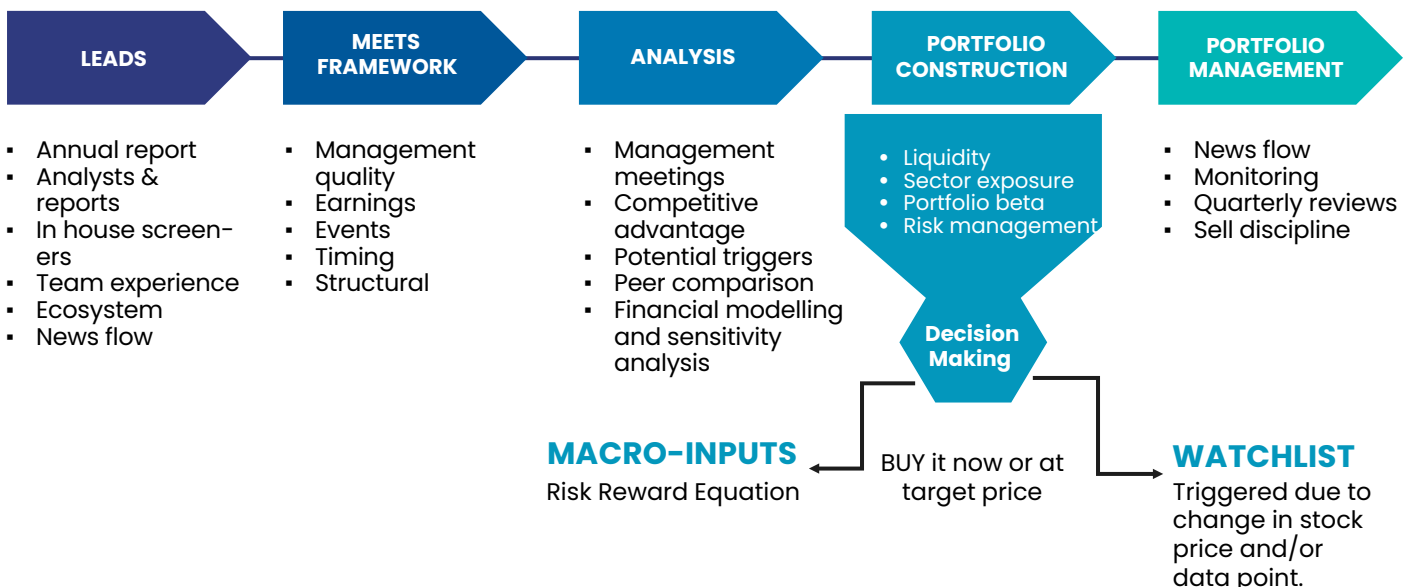 LEADS
MEETS
FRAMEWORK
ANALYSIS
PORTFOLIO
CONSTRUCTION
PORTFOLIO
MANAGEMENT
▪ Annual report
▪ Analysts &
reports
▪ In house screen-
ers
▪ Team experience
▪ Ecosystem
▪ News flow
▪ Management
quality
▪ Earnings
▪ Events
▪ Timing
▪ Structural
▪ Management
meetings
▪ Competitive
advantage
▪ Potential triggers
▪ Peer comparison
▪ Financial modelling
and sensitivity
analysis
• Liquidity
• Sector exposure
• Portfolio beta
• Risk management
▪ News flow
▪ Monitoring
▪ Quarterly reviews
▪ Sell discipline
Decision
Making
MACRO-INPUTS
Risk Reward Equation
BUY it now or at
target price
WATCHLIST
Triggered due to
change in stock
price and/or
data point.